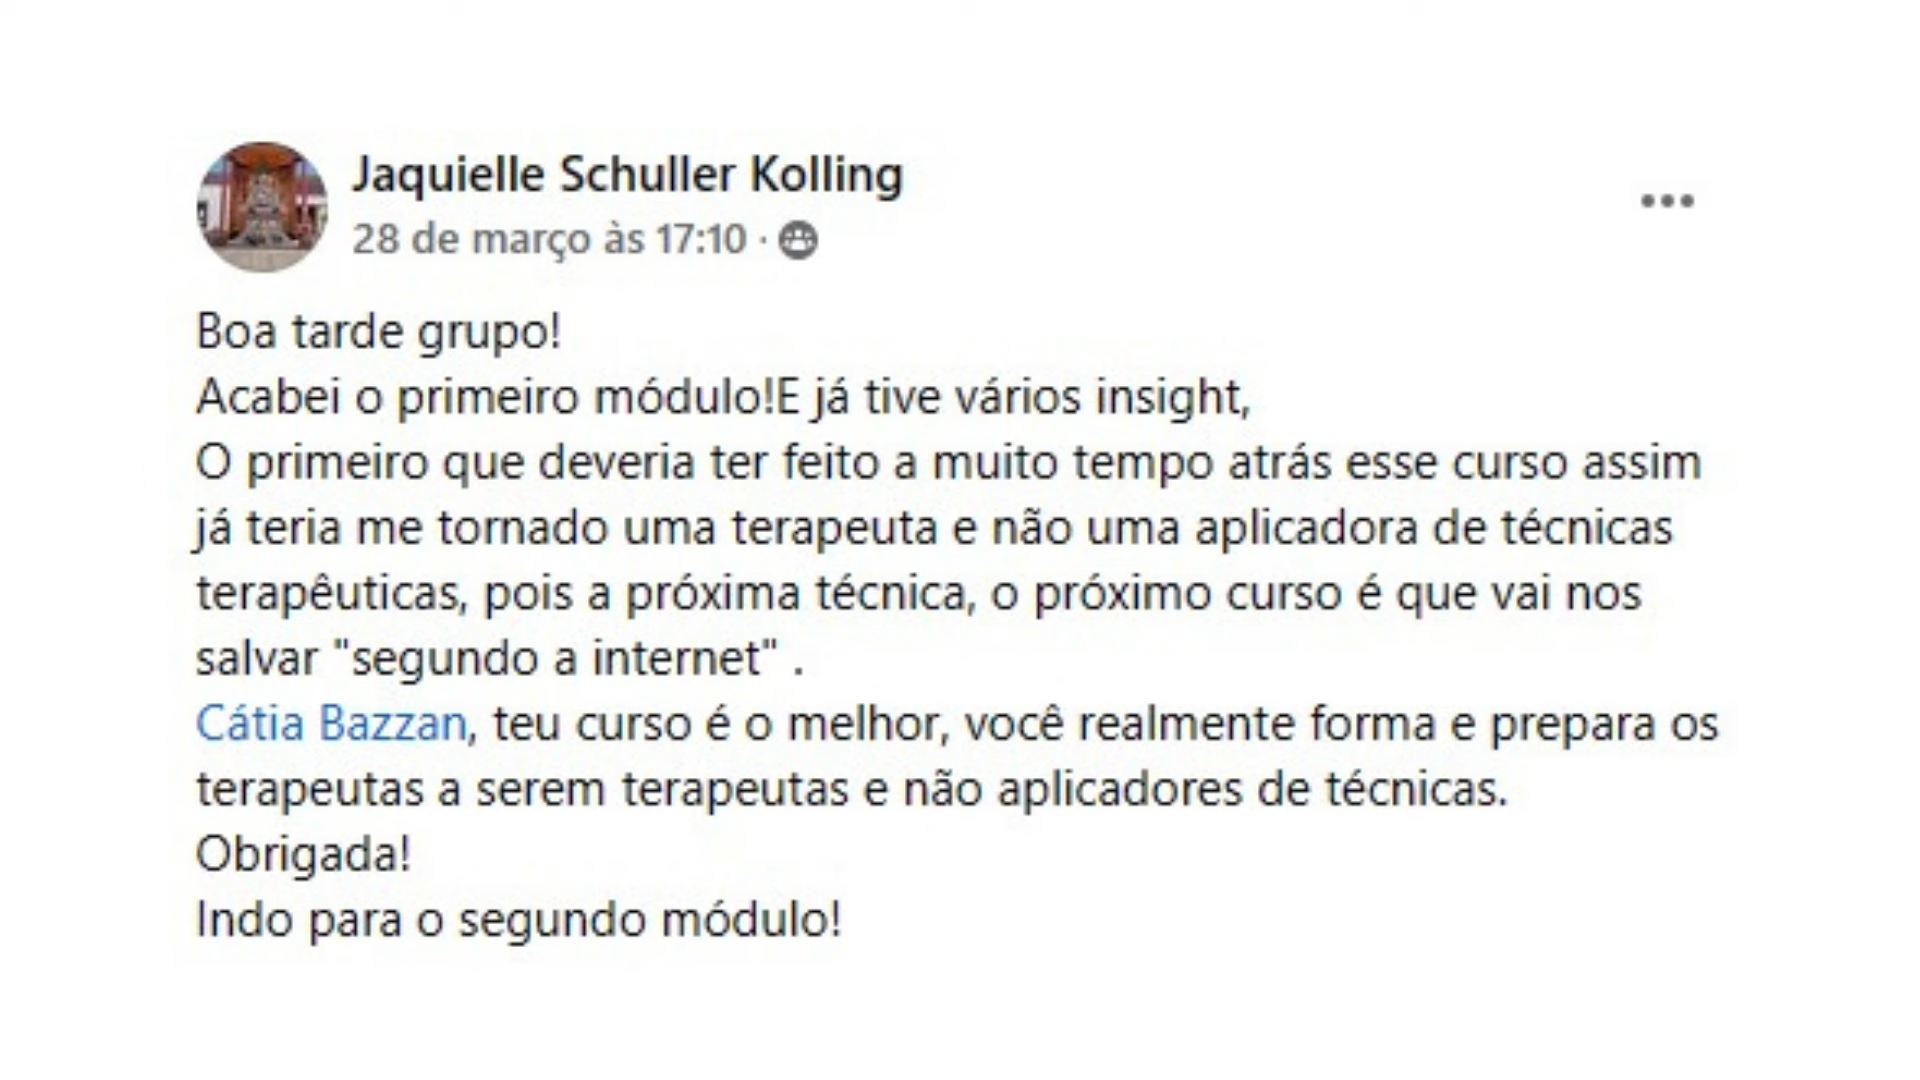 Jaquielle Schuller Kolling
28 de março às 17:10 ·
Boa tarde grupo!
Acabei o primeiro módulo!E já tive vários insight,
O primeiro que deveria ter feito a muito tempo atrás esse curso assim
já teria me tornado uma terapeuta e não uma aplicadora de técnicas
terapêuticas, pois a próxima técnica, o próximo curso é que vai nos
salvar "segundo a internet" .
Cátia Bazzan, teu curso é o melhor, você realmente forma e prepara os
terapeutas a serem terapeutas e não aplicadores de técnicas.
Obrigada!
Indo para o segundo módulo!